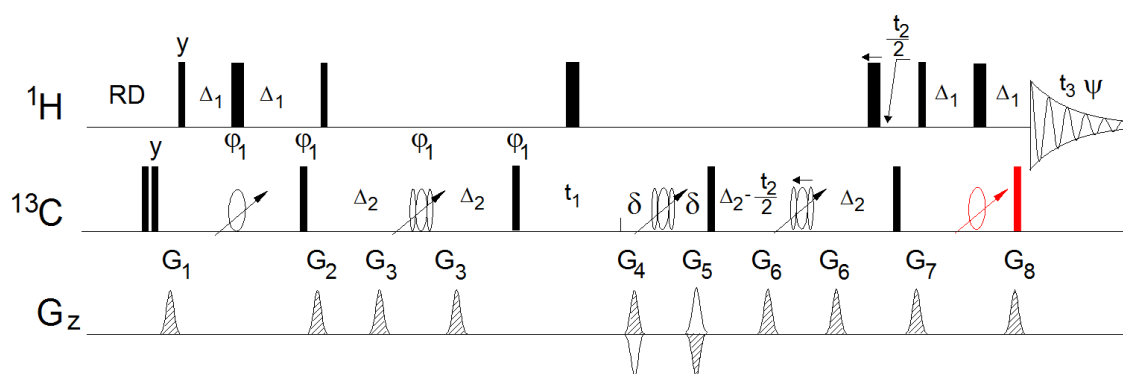 t₂/2
y
¹H RD Δ₁ Δ₁ Δ₁ Δ₁ t₃ ψ
y φ₁ φ₁ φ₁ φ₁
¹³C Δ₂ Δ₂ t₁ δ δ Δ₂-t₂/2 Δ₂
G₁ G₂ G₃ G₃ G₄ G₅ G₆ G₆ G₇ G₈
Gz